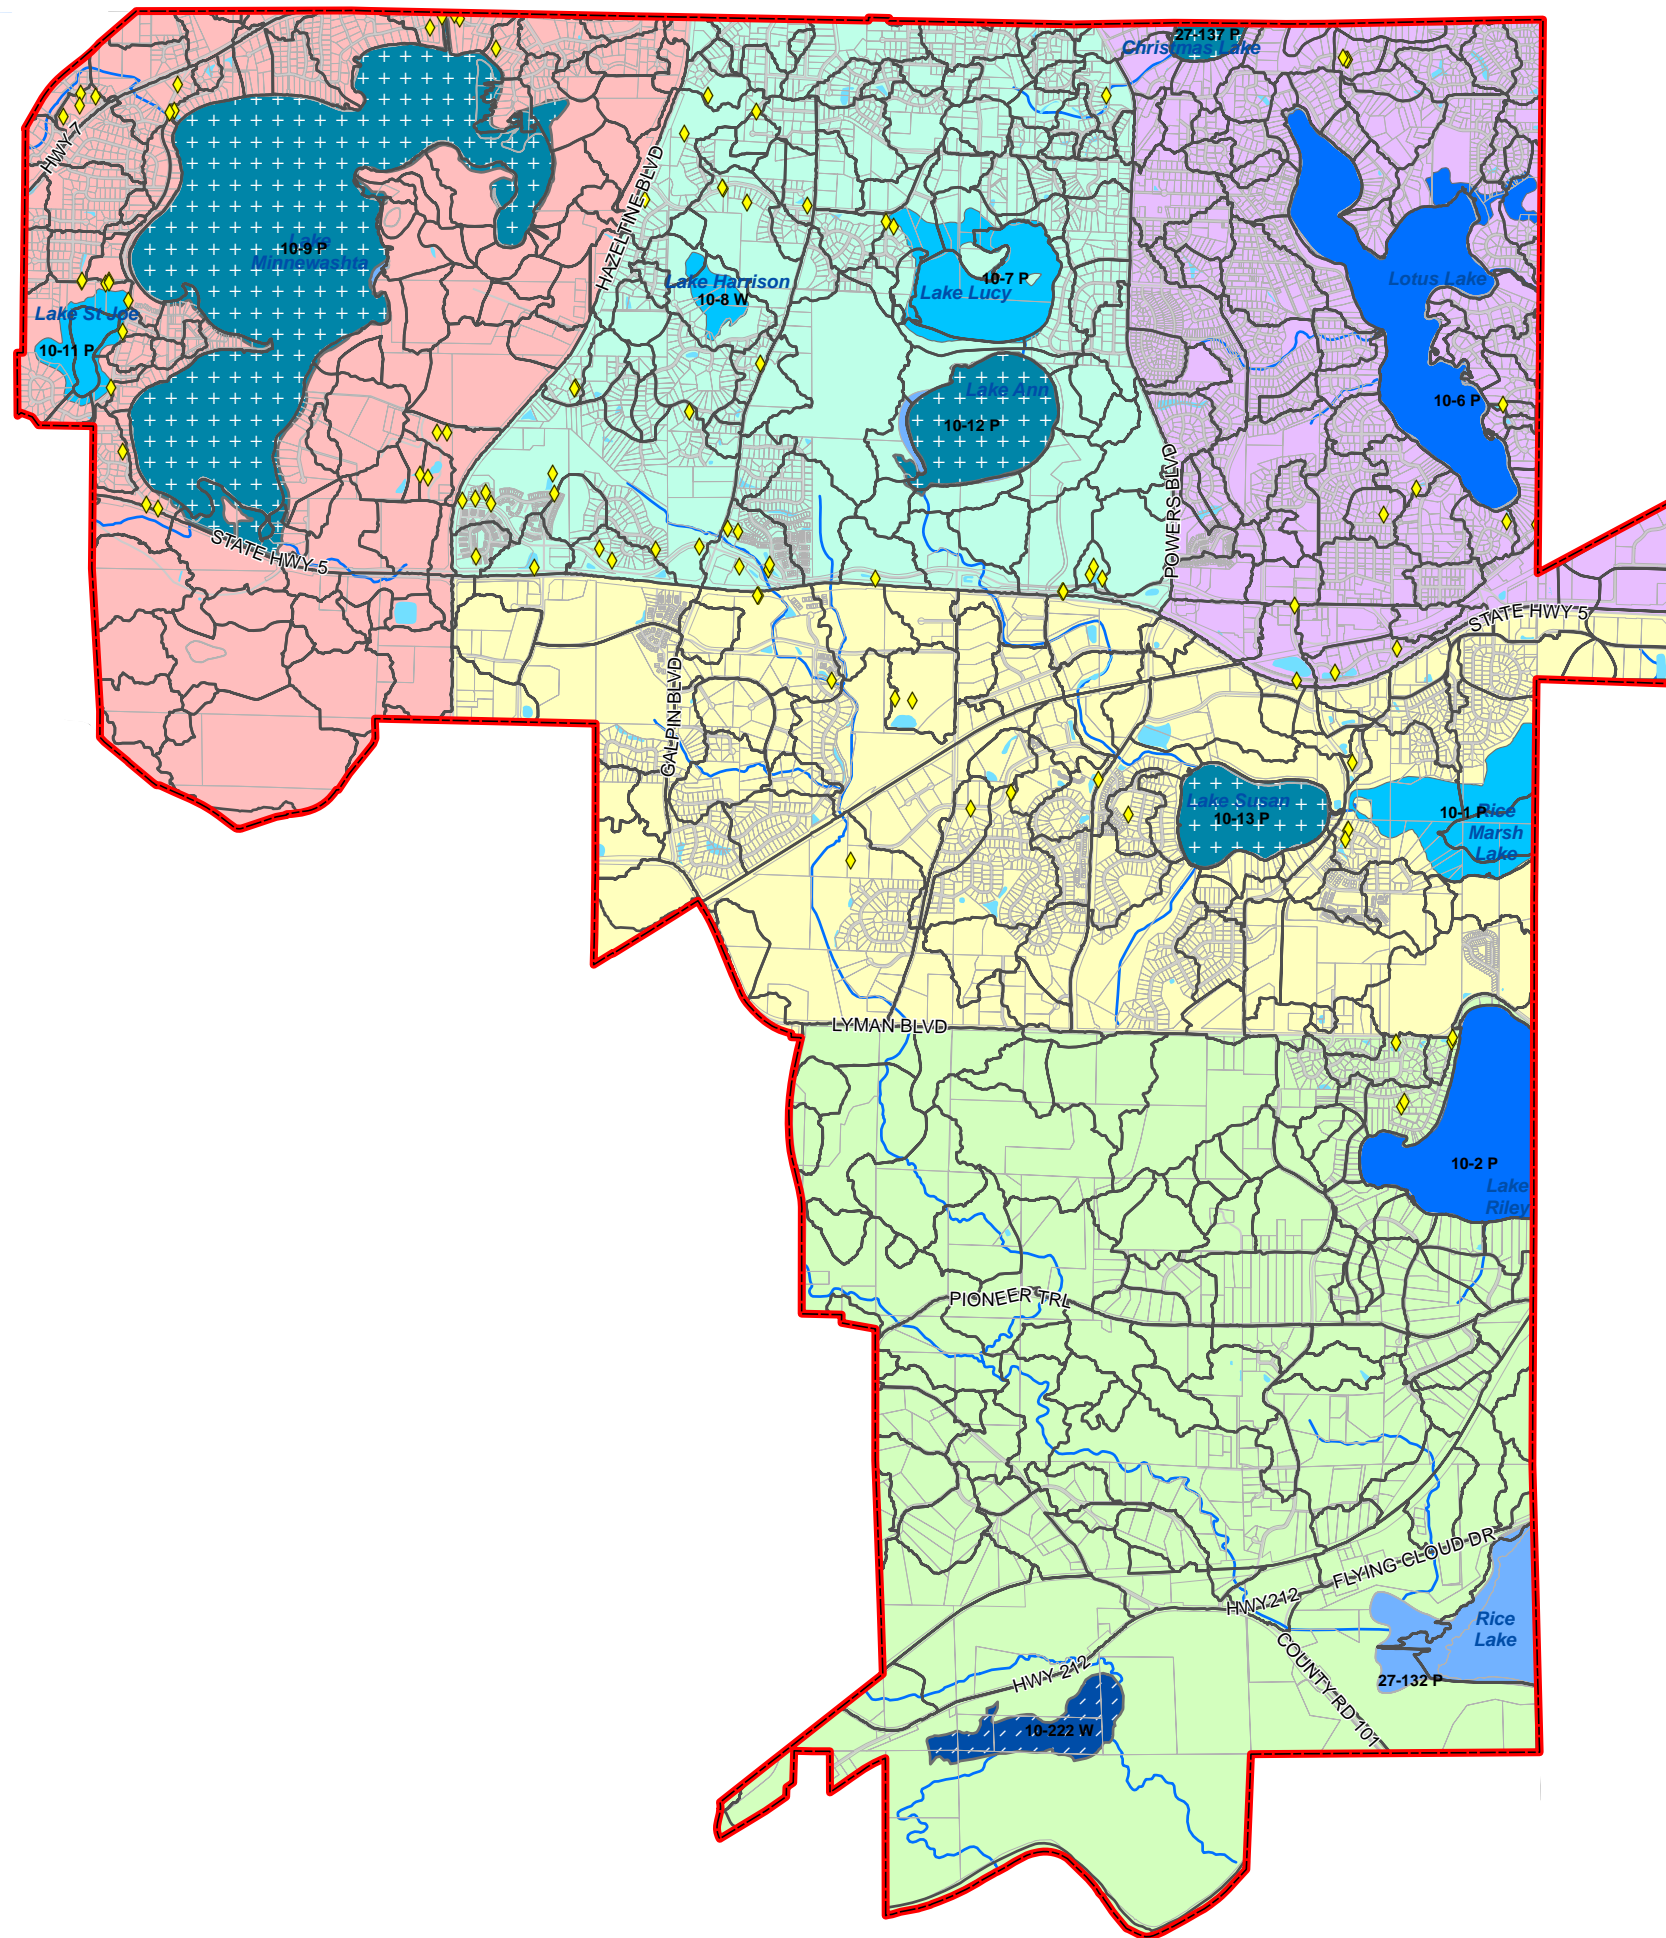 27-137 P
Christmas Lake
HWY 7
HAZELTINE BLVD
10-9 P
Lake
Minnewashta
Lake Harrison
10-8 W
10-7 P
Lake Lucy
Lotus Lake
Lake St Joe
10-11 P
Lake Ann
10-12 P
10-6 P
POWERS BLVD
STATE HWY 5
STATE HWY 5
GALPIN BLVD
Lake Susan
10-13 P
10-1 P
Rice
Marsh
Lake
LYMAN BLVD
10-2 P
Lake
Riley
PIONEER TRL
FLYING CLOUD DR
HWY212
Rice
Lake
COUNTY RD 101
HWY 212
27-132 P
10-222 W